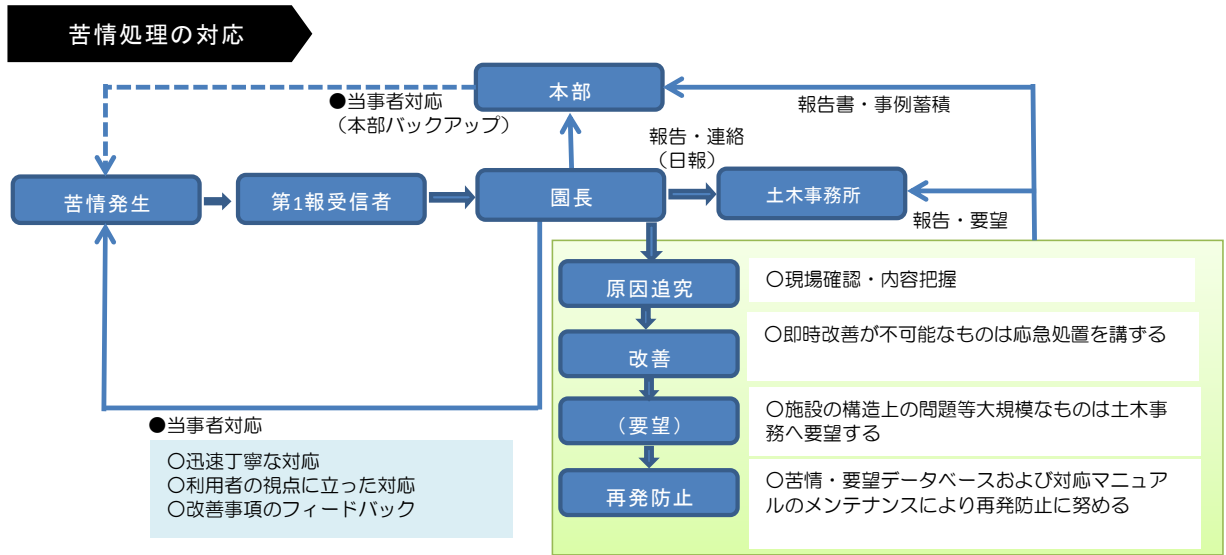 苦情処理の対応
本部
●当事者対応
（本部バックアップ）
報告書・事例蓄積
報告・連絡
（日報）
苦情発生
第1報受信者
園長
土木事務所
報告・要望
原因追究
〇現場確認・内容把握
改善
〇即時改善が不可能なものは応急処置を講ずる
（要望）
〇施設の構造上の問題等大規模なものは土木事
務へ要望する
再発防止
〇苦情・要望データベースおよび対応マニュア
ルのメンテナンスにより再発防止に努める
●当事者対応
〇迅速丁寧な対応
〇利用者の視点に立った対応
〇改善事項のフィードバック